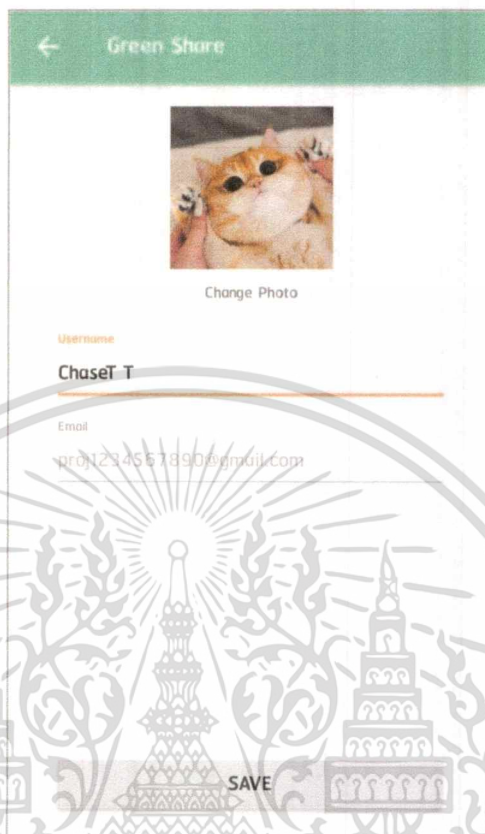 Green Share
Change Photo
Username
ChaseT T
Email
proj1234567890@gmail.com
SAVE